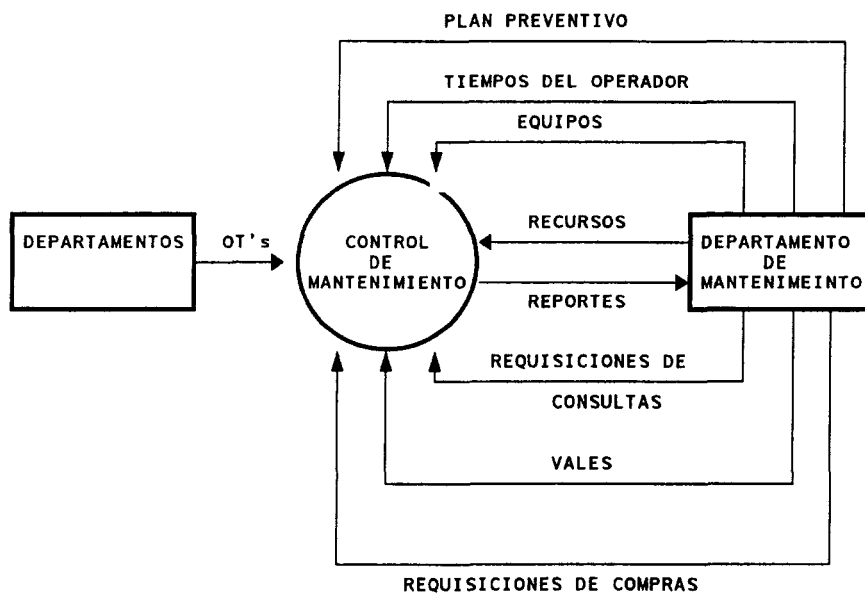 PLAN PREVENTIVO
TIEMPOS DEL OPERADOR
EQUIPOS
DEPARTAMENTOS
OT's
CONTROL
DE
MANTENIMIENTO
RECURSOS
REPORTES
DEPARTAMENTO
DE
MANTENIMEINTO
REQUISICIONES DE
CONSULTAS
VALES
REQUISICIONES DE COMPRAS